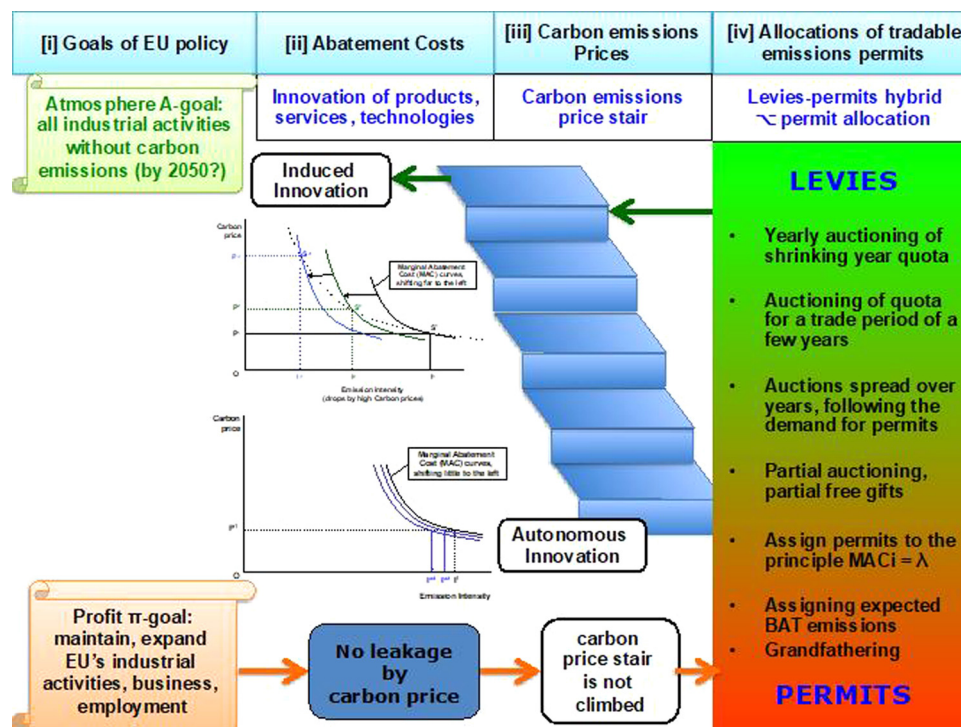 [i] Goals of EU policy
[ii] Abatement Costs
[iii] Carbon emissions
Prices
[iv] Allocations of tradable
emissions permits
Atmosphere A-goal:
all industrial activities
without carbon
emissions (by 2050?)
Innovation of products,
services, technologies
Carbon emissions
price stair
Levies-permits hybrid
permit allocation
Induced
Innovation
Carbon
price
Marginal Abatement
Cost (MAC) curves,
shifting far to the left
O
Emission Intensity
(drops by high Carbon prices)
Carbon
price
Marginal Abatement
Cost (MAC) curves,
shifting little to the left
O
Emission Intensity
Autonomous
Innovation
LEVIES
• Yearly auctioning of
shrinking year quota
• Auctioning of quota
for a trade period of a
few years
• Auctions spread over
years, following the
demand for permits
• Partial auctioning,
partial free gifts
• Assign permits to the
principle MACi = λ
• Assigning expected
BAT emissions
• Grandfathering
PERMITS
Profit π-goal:
maintain, expand
EU's industrial
activities, business,
employment
No leakage
by
carbon price
carbon
price stair
is not
climbed